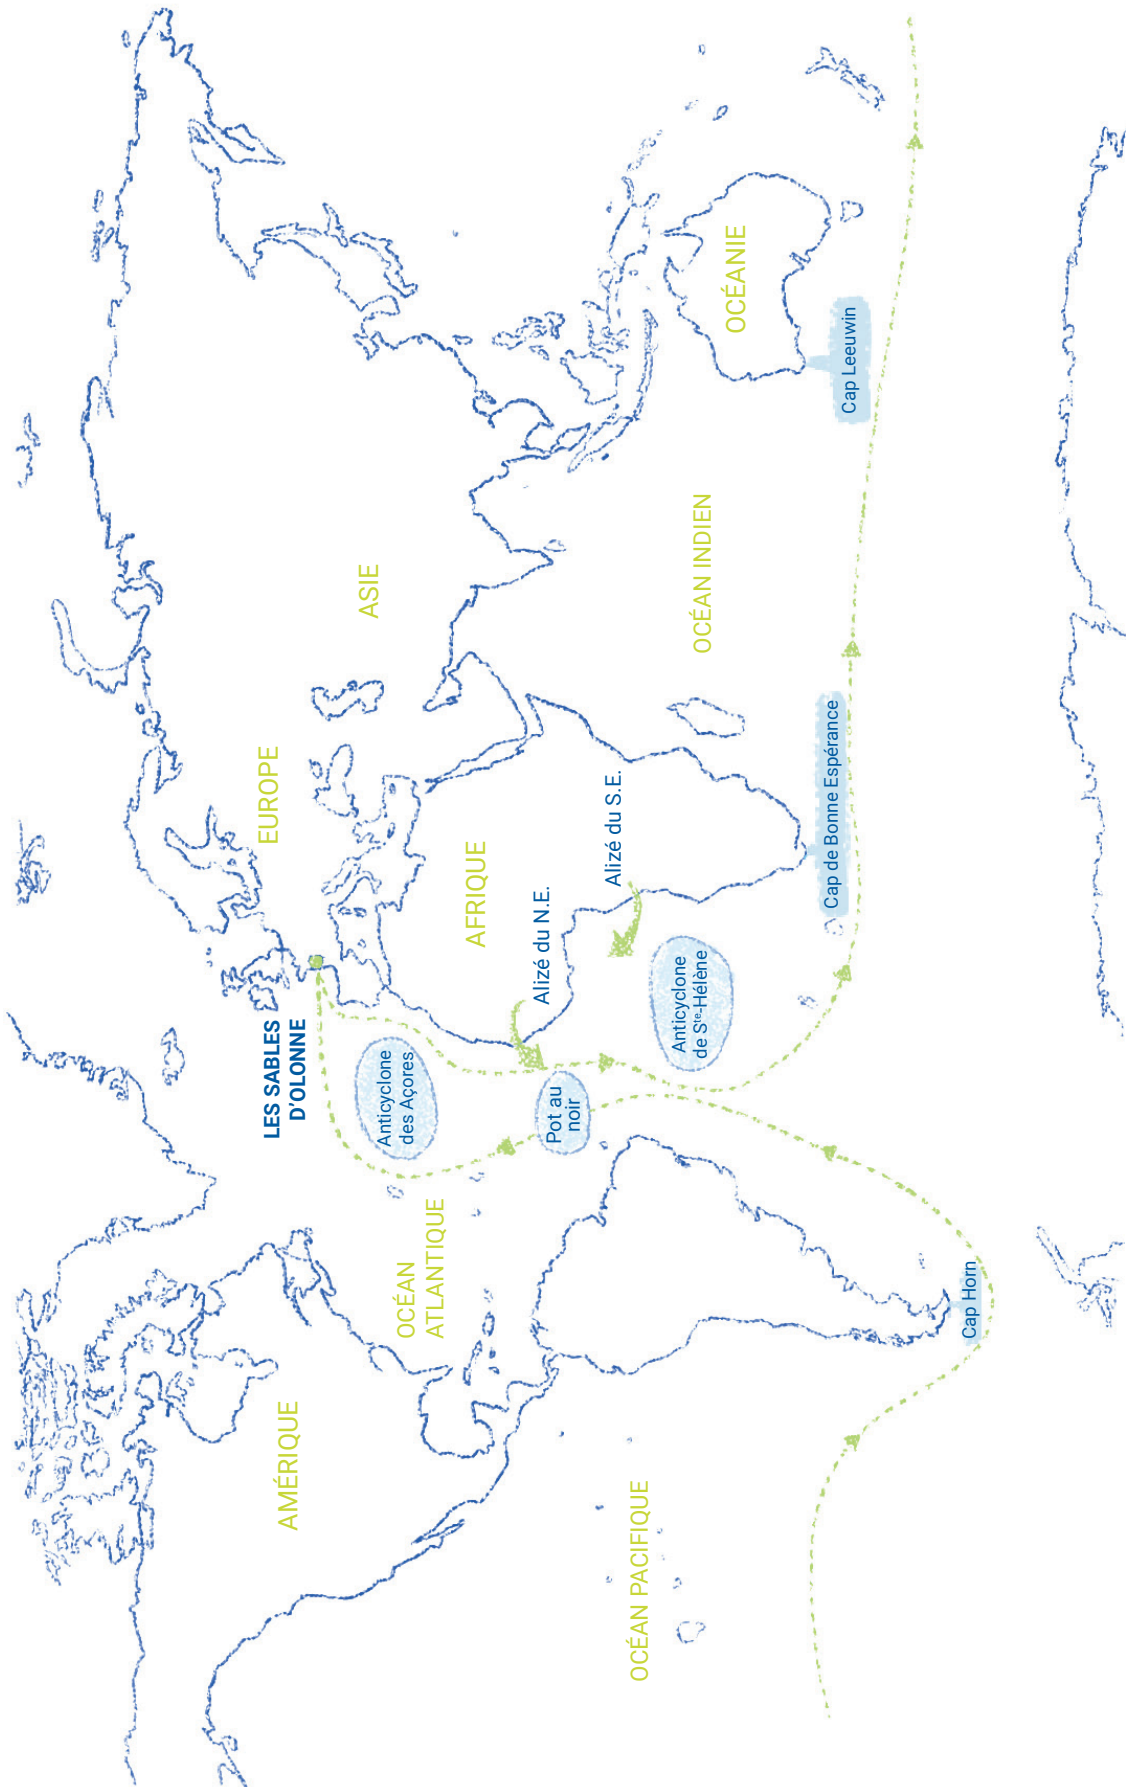 LES SABLES
D'OLONNE
AMÉRIQUE
EUROPE
ASIE
OCÉAN
ATLANTIQUE
Anticyclone
des Açores
AFRIQUE
Alizé du N.E.
Pot au
noir
Alizé du S.E.
OCÉAN PACIFIQUE
Anticyclone
de Ste-Hélène
OCÉAN INDIEN
OCÉANIE
Cap de Bonne Espérance
Cap Leeuwin
Cap Horn